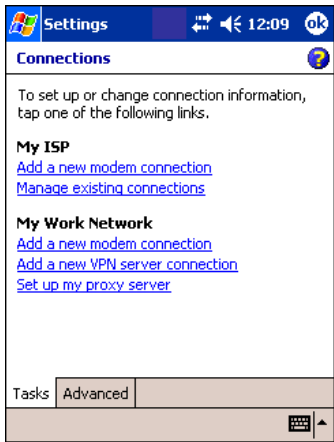 Settings 12:09 ok
Connections ?
To set up or change connection information,
tap one of the following links.
My ISP
Add a new modem connection
Manage existing connections
My Work Network
Add a new modem connection
Add a new VPN server connection
Set up my proxy server
Tasks Advanced